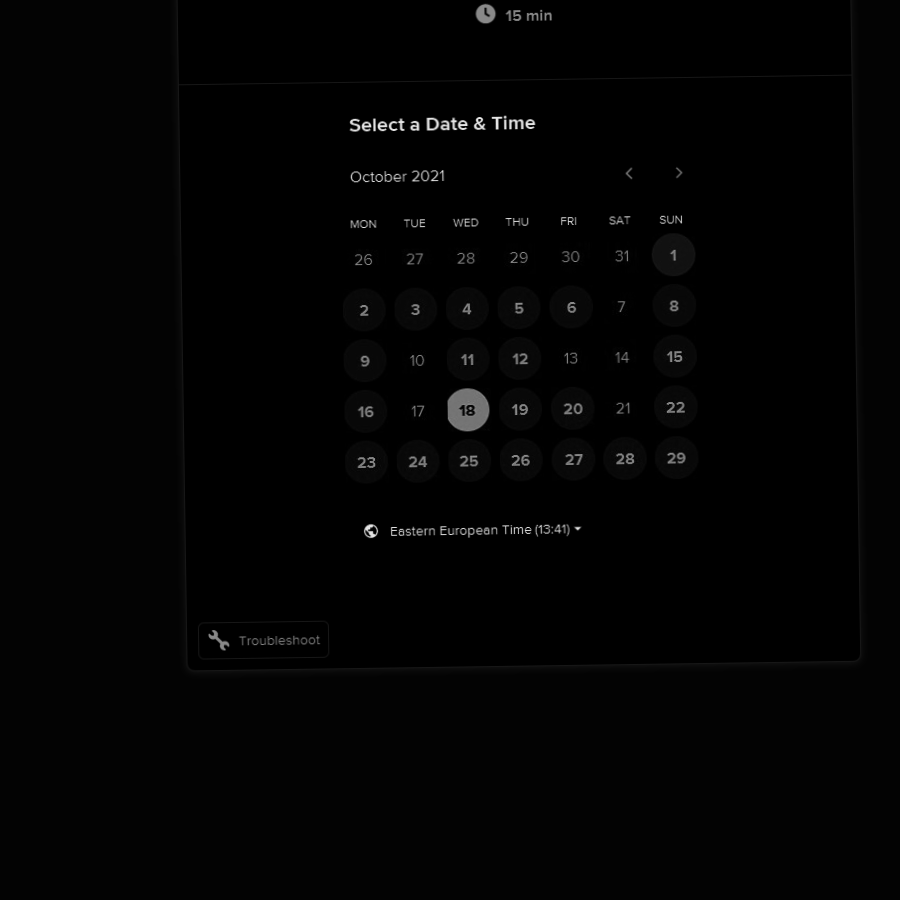 15 min
Select a Date & Time
October 2021
MON TUE WED THU FRI SAT SUN
26 27 28 29 30 31 1
2 3 4 5 6 7 8
9 10 11 12 13 14 15
16 17 18 19 20 21 22
23 24 25 26 27 28 29
Eastern European Time (13:41)
Troubleshoot